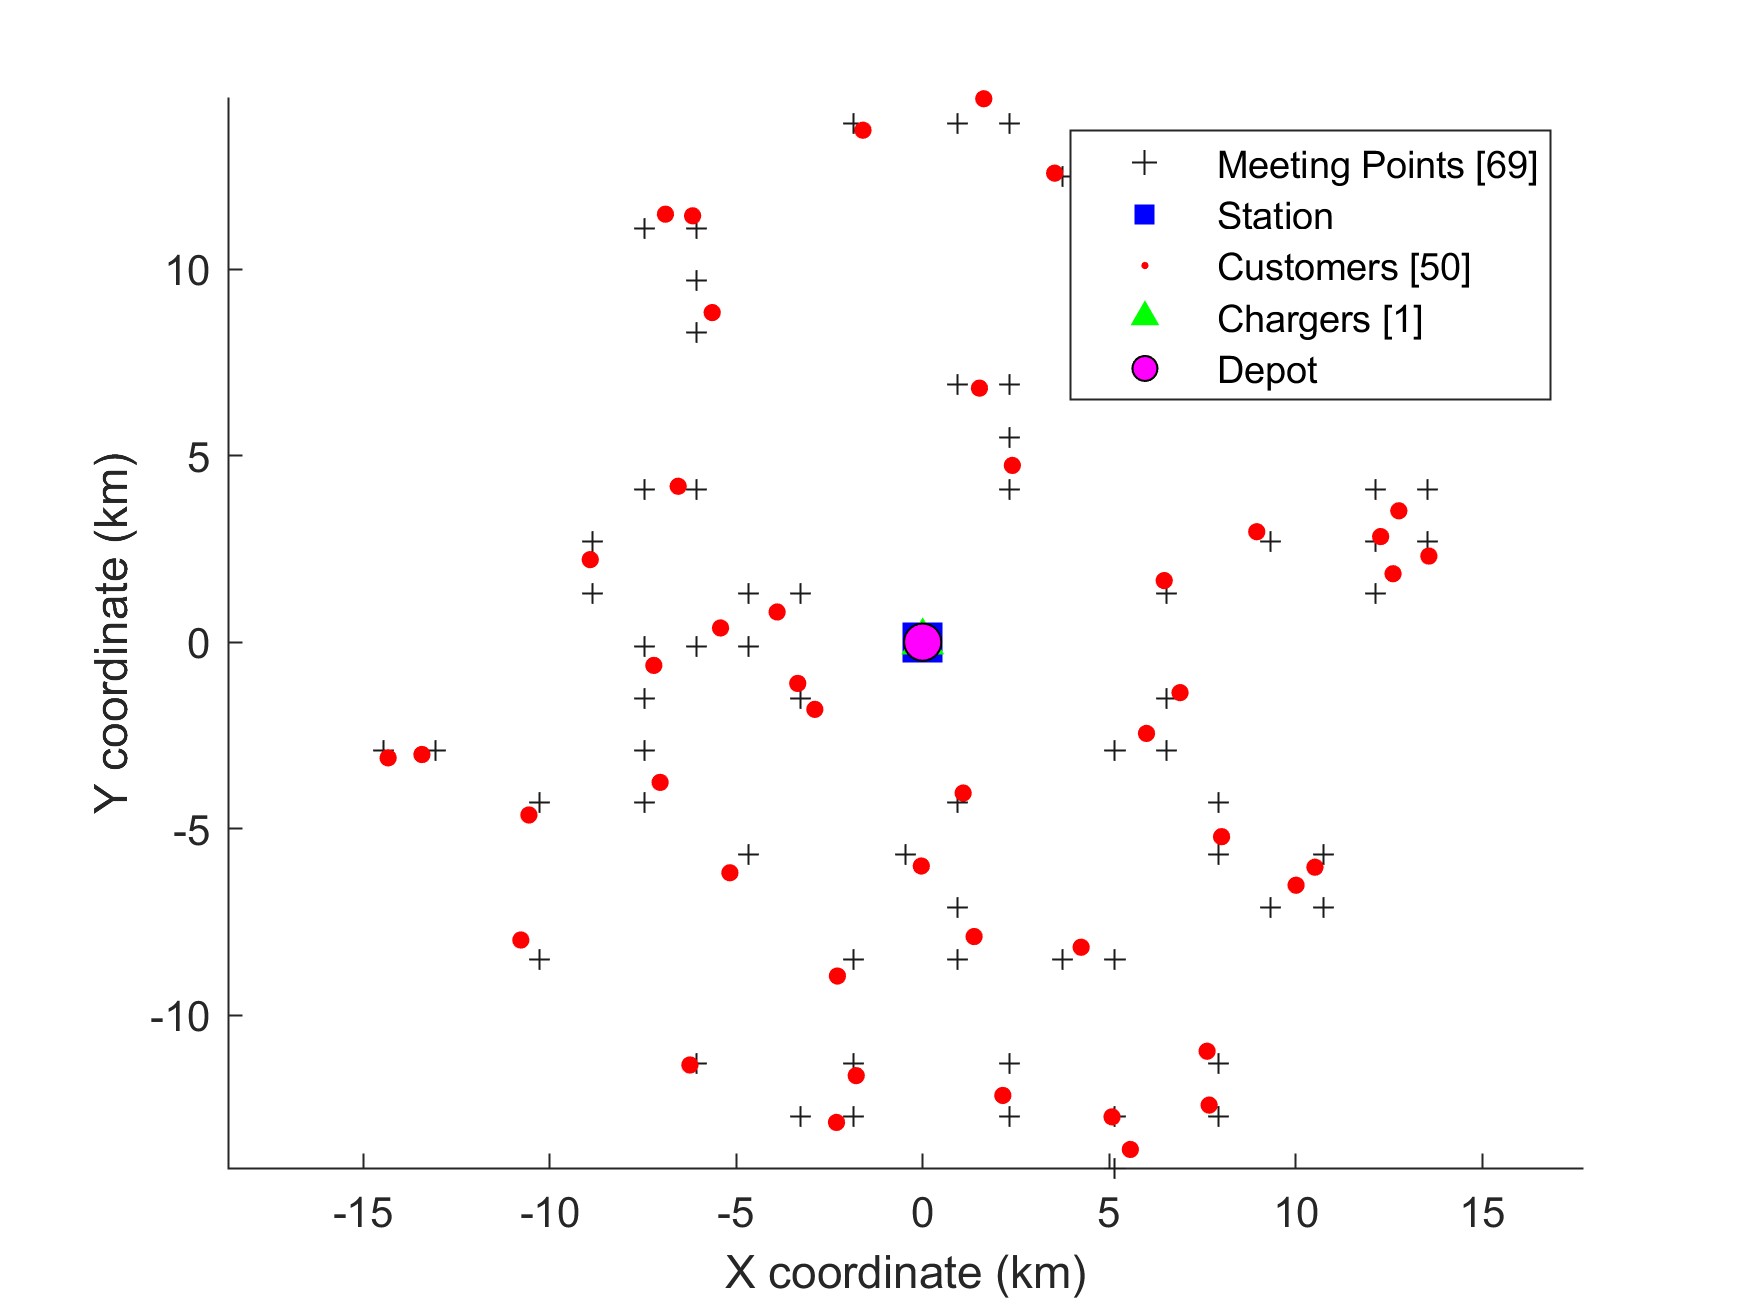 Meeting Points [69]
Station
Customers [50]
Chargers [1]
Depot
10
5
0
-5
-10
Y coordinate (km)
-15 -10 -5 0 5 10 15
X coordinate (km)